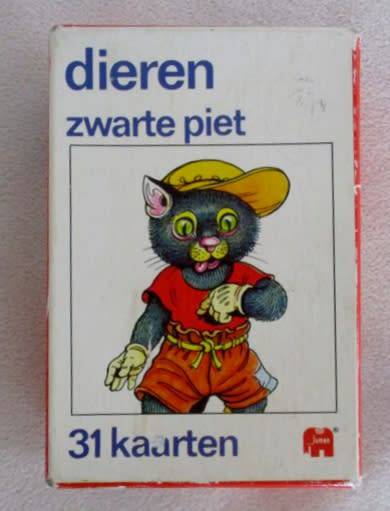 dieren
zwarte piet
31 kaarten
Jumbo
®